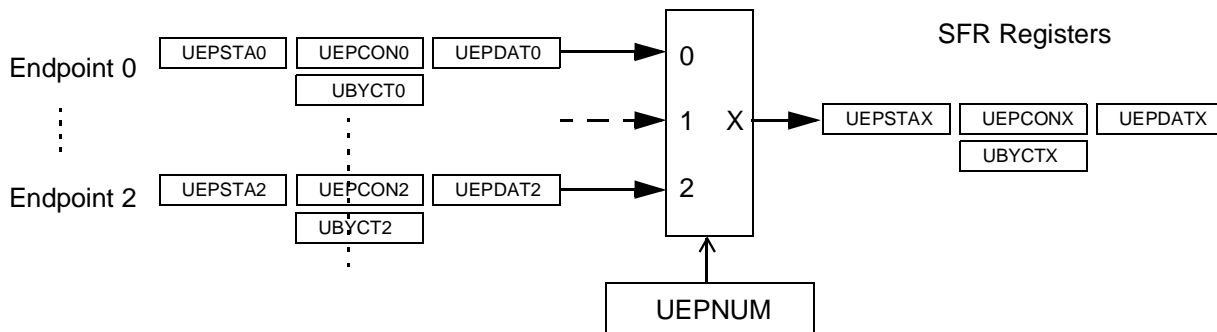 SFR Registers
Endpoint 0 UEPSTA0 UEPCON0 UEPDAT0 0
UBYCT0
1 X UEPSTAX UEPCONX UEPDATX
UBYCTX
Endpoint 2 UEPSTA2 UEPCON2 UEPDAT2 2
UBYCT2
UEPNUM